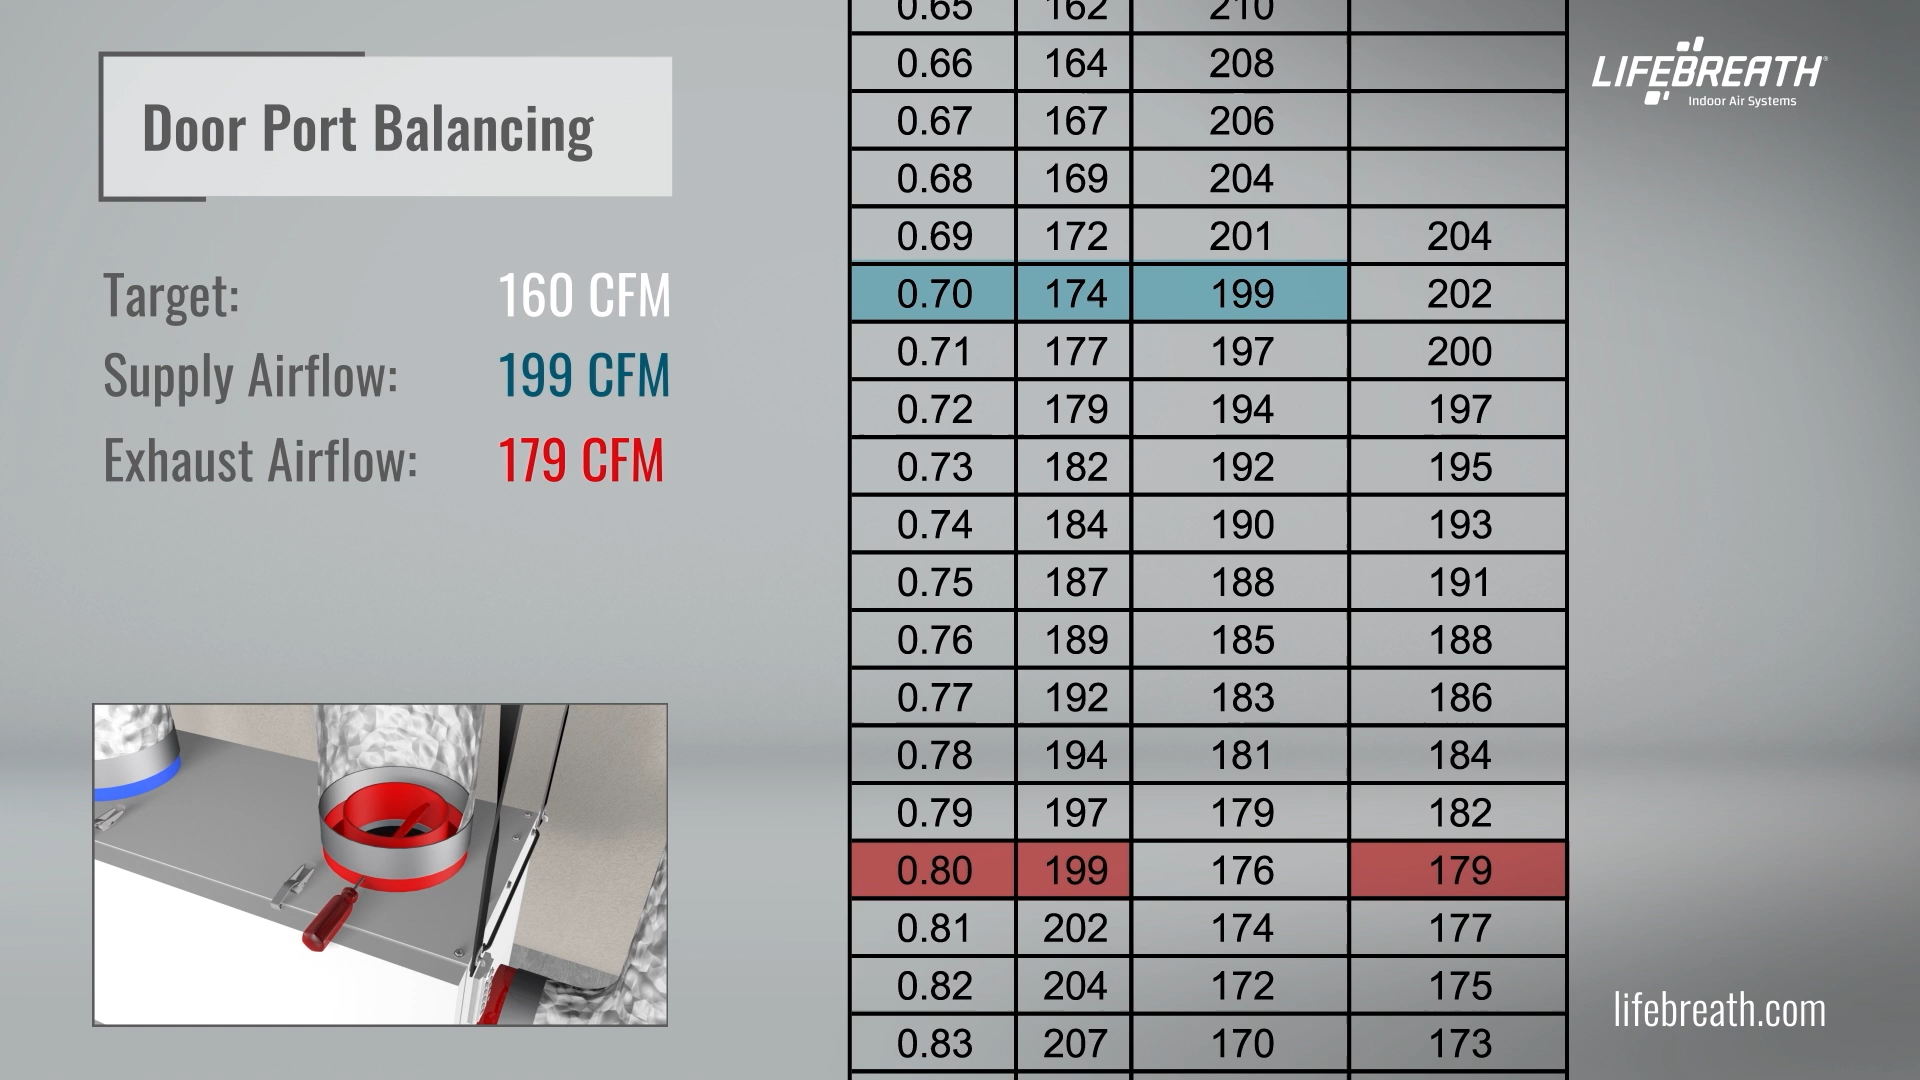 Door Port Balancing
Target: 160 CFM
Supply Airflow: 199 CFM
Exhaust Airflow: 179 CFM
0.65 162 210
0.66 164 208
0.67 167 206
0.68 169 204
0.69 172 201 204
0.70 174 199 202
0.71 177 197 200
0.72 179 194 197
0.73 182 192 195
0.74 184 190 193
0.75 187 188 191
0.76 189 185 188
0.77 192 183 186
0.78 194 181 184
0.79 197 179 182
0.80 199 176 179
0.81 202 174 177
0.82 204 172 175
0.83 207 170 173
LIFEBREATH®
Indoor Air Systems
lifebreath.com